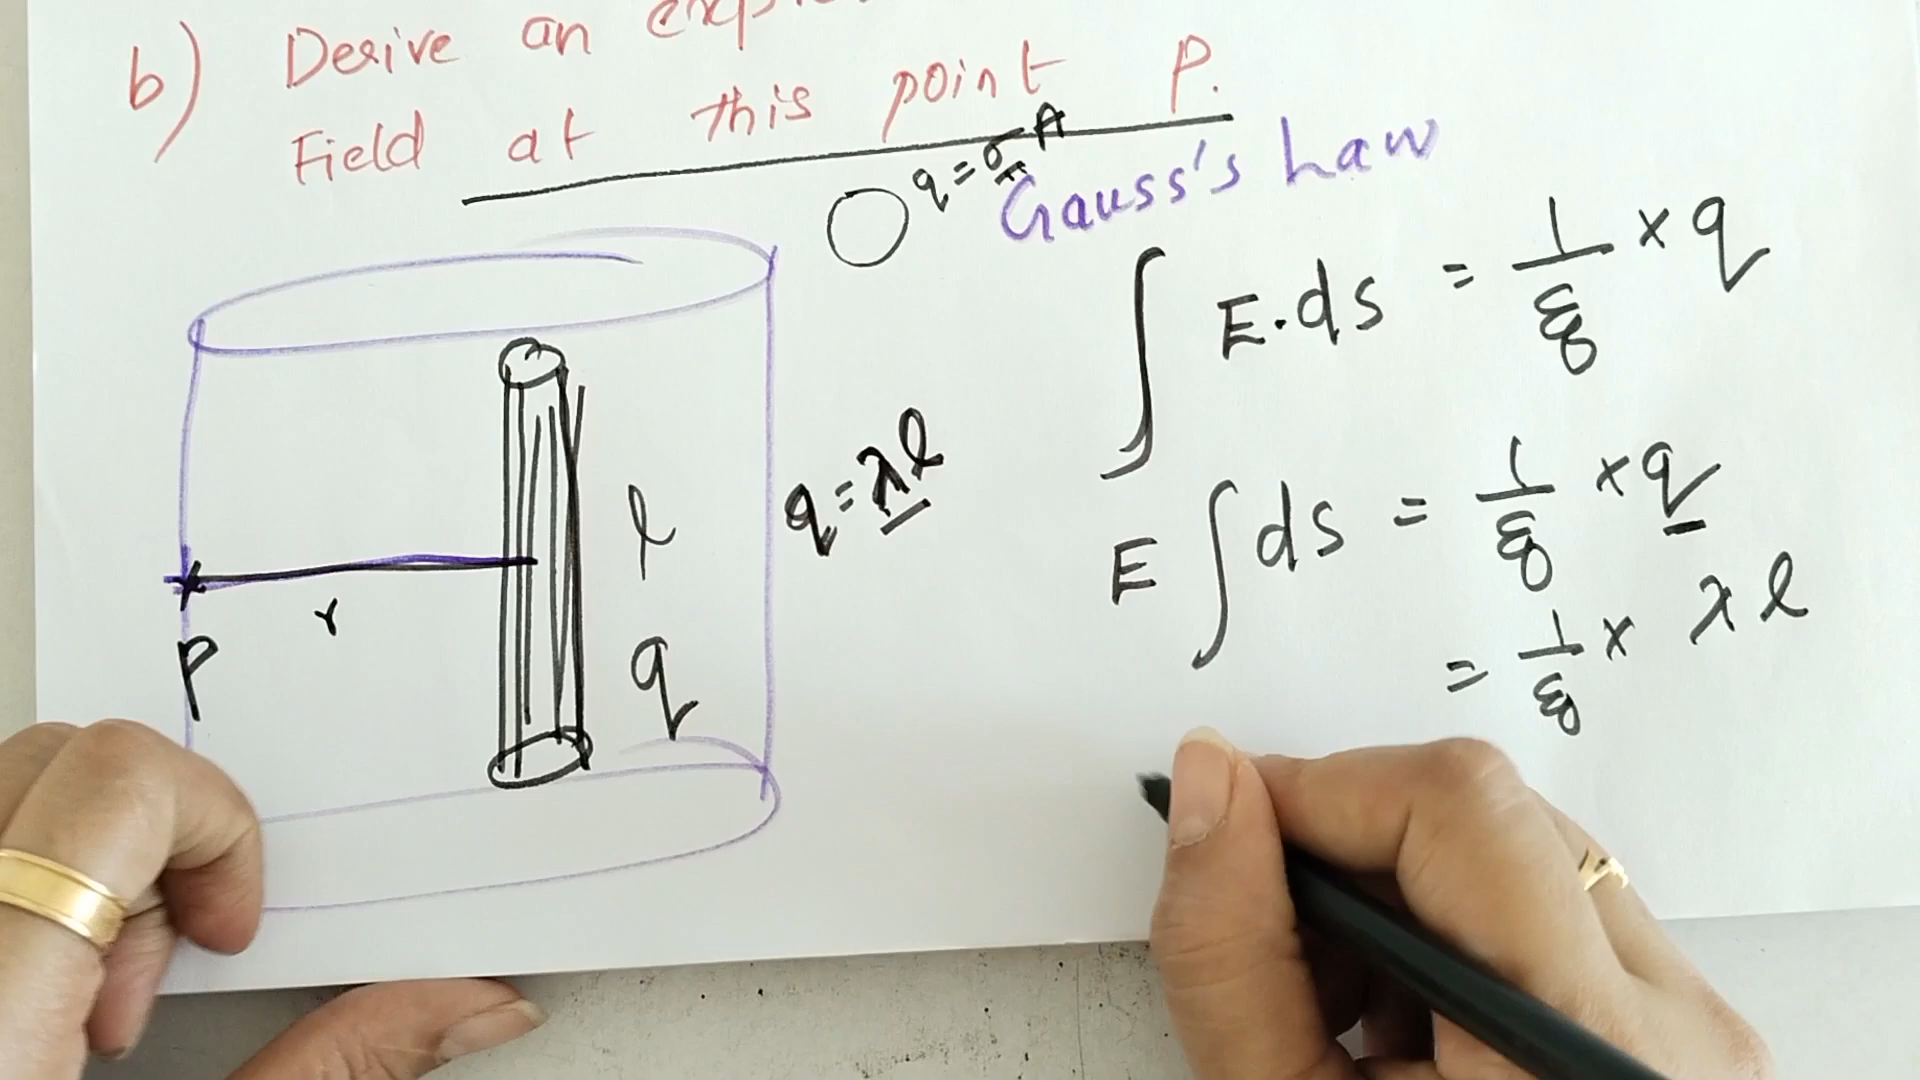 b) Derive an
Field at this point P.
q = σA
Gauss's Law
∫ E.ds = 1/ε0 × q
q = λl
E ∫ ds = 1/ε0 × q
= 1/ε0 × λl
l
r
P
q